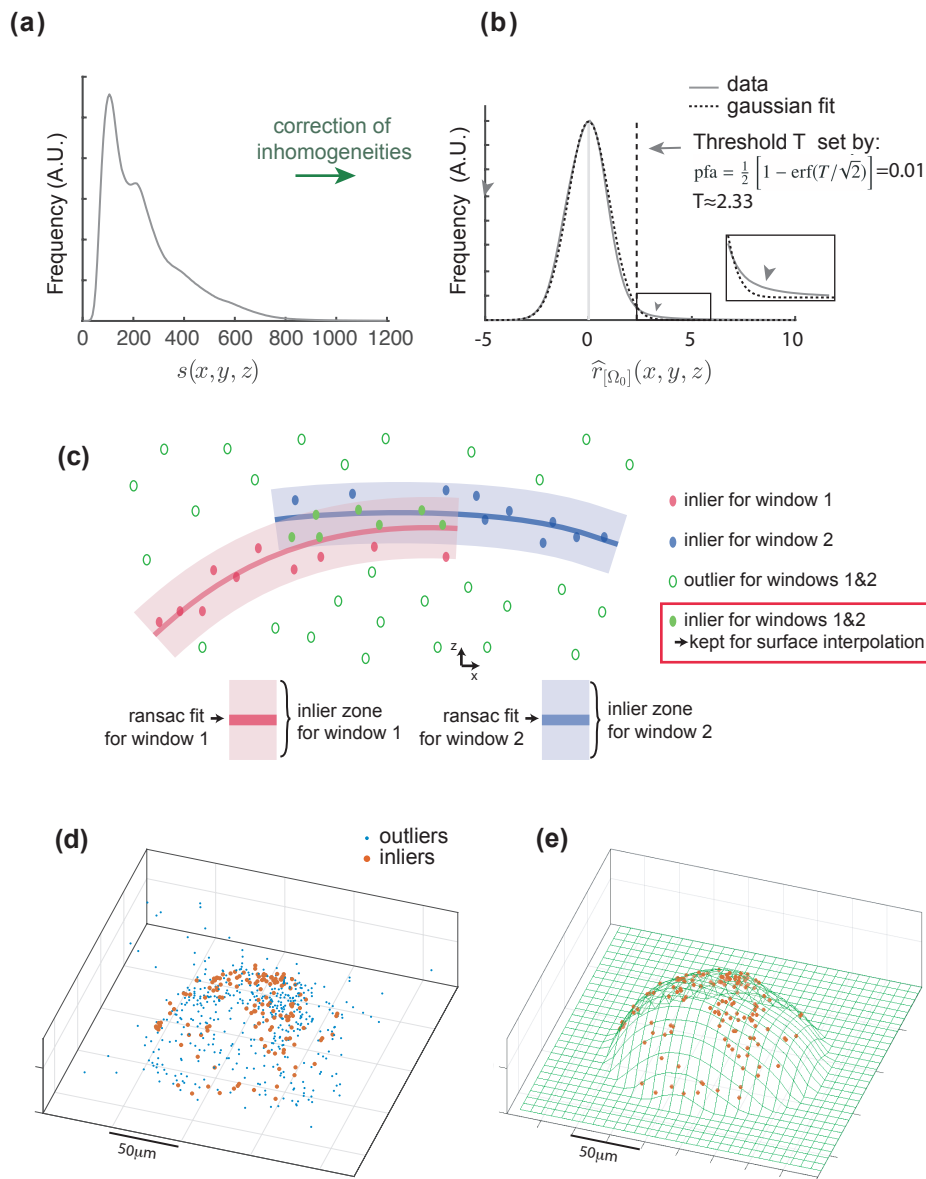 (a)
Frequency (A.U.)
correction of
inhomogeneities
0 200 400 600 800 1000 1200
s(x, y, z)
(b)
Frequency (A.U.)
data
gaussian fit
Threshold T set by:
pfa = 1/2 [1 − erf(T/√2)]=0.01
T≈2.33
-5 0 5 10
r̂[Ω₀](x, y, z)
(c)
inlier for window 1
inlier for window 2
outlier for windows 1&2
inlier for windows 1&2
kept for surface interpolation
z
x
ransac fit
for window 1
inlier zone
for window 1
ransac fit
for window 2
inlier zone
for window 2
(d)
outliers
inliers
50μm
(e)
50μm